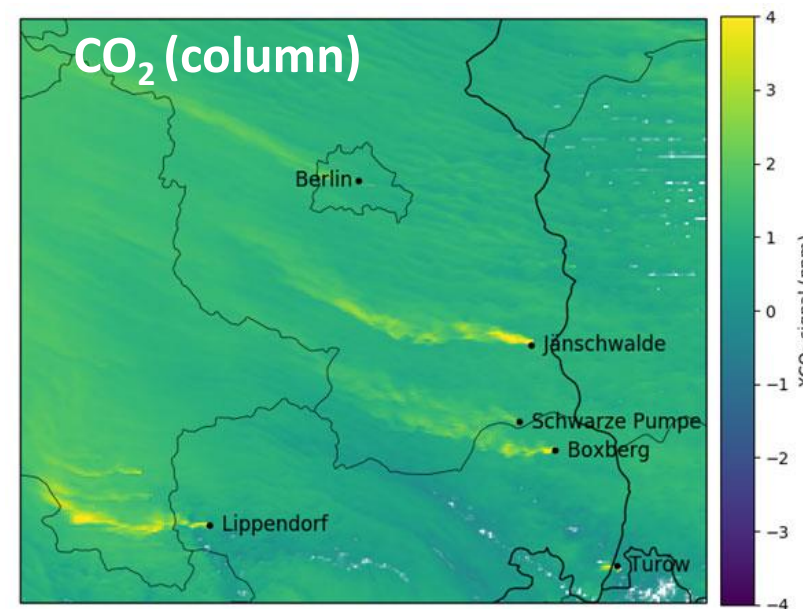 CO₂ (column)
Berlin
Jänschwalde
Schwarze Pumpe
Boxberg
Lippendorf
Turow
4
3
2
1
0
−1
−2
−3
−4